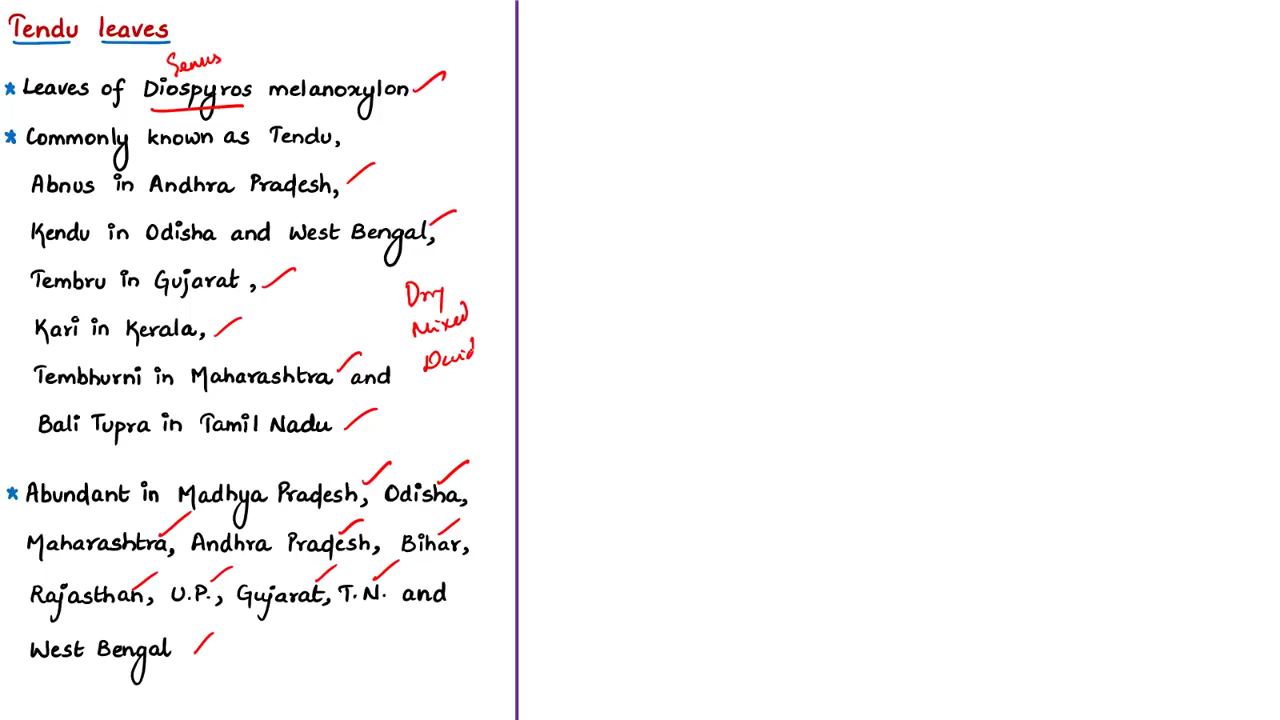 Tendu leaves
Genus
* Leaves of Diospyros melanoxylon
* Commonly known as Tendu,
Abnus in Andhra Pradesh,
Kendu in Odisha and West Bengal,
Tembru in Gujarat,
Kari in Kerala,
Tembhurni in Maharashtra and
Bali Tupra in Tamil Nadu
Dry
Mixed
* Abundant in Madhya Pradesh, Odisha,
Maharashtra, Andhra Pradesh, Bihar,
Rajasthan, U.P., Gujarat, T.N. and
West Bengal